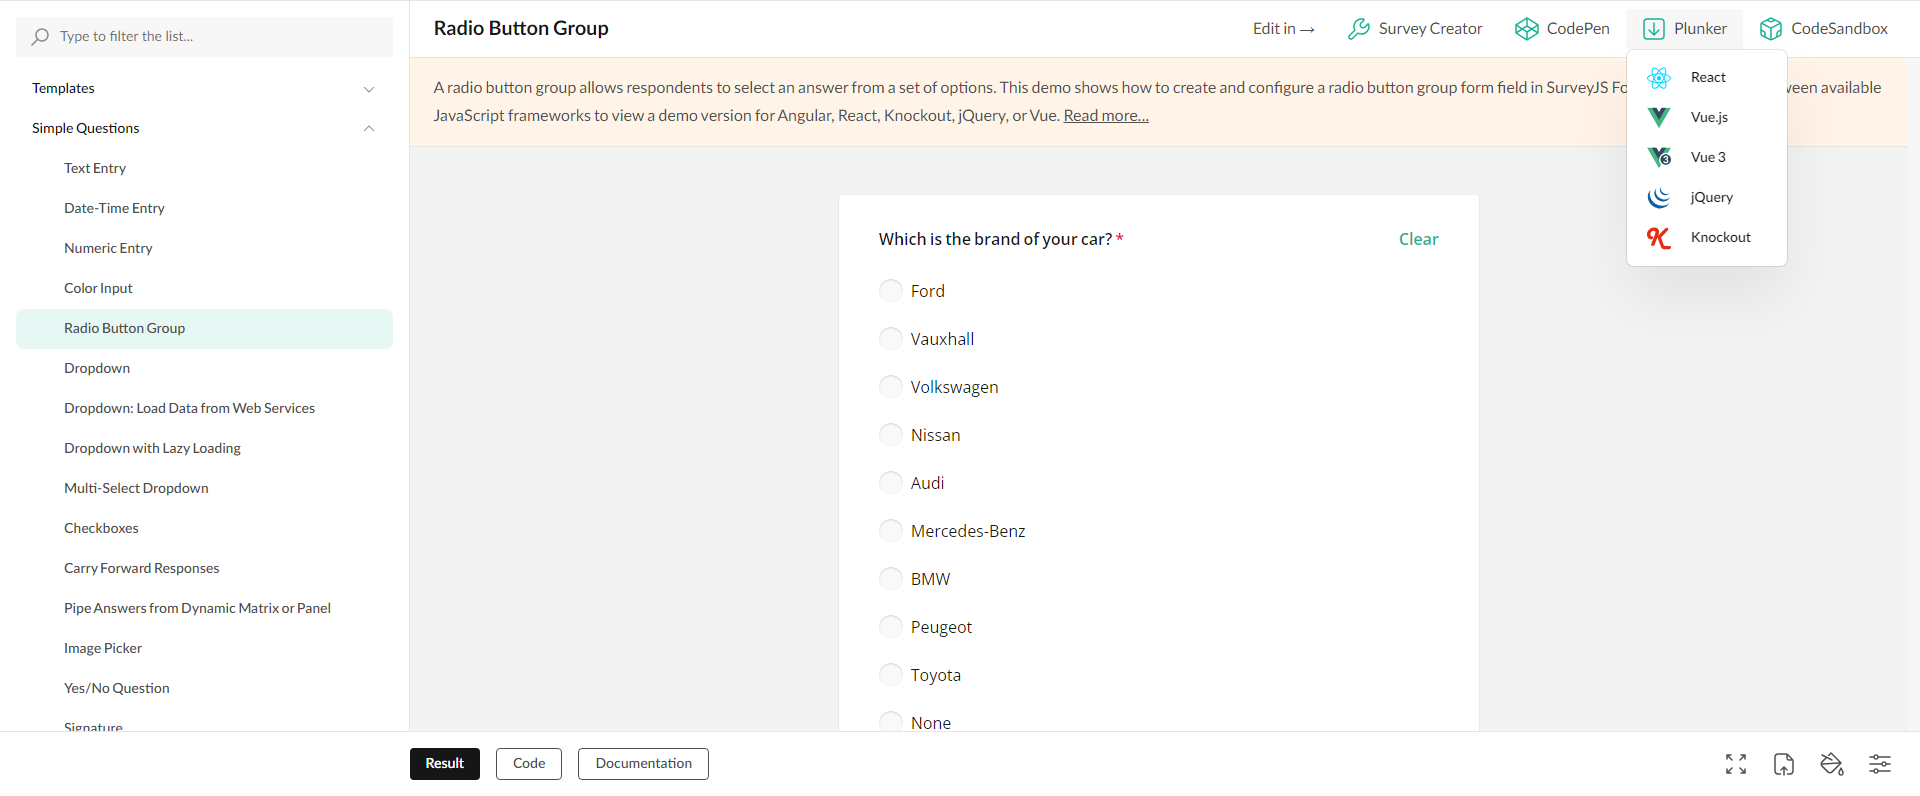 Type to filter the list...
Templates
Simple Questions
Text Entry
Date-Time Entry
Numeric Entry
Color Input
Radio Button Group
Dropdown
Dropdown: Load Data from Web Services
Dropdown with Lazy Loading
Multi-Select Dropdown
Checkboxes
Carry Forward Responses
Pipe Answers from Dynamic Matrix or Panel
Image Picker
Yes/No Question
Signature
Radio Button Group
Edit in → Survey Creator CodePen Plunker CodeSandbox
React
Vue.js
Vue 3
jQuery
Knockout
A radio button group allows respondents to select an answer from a set of options. This demo shows how to create and configure a radio button group form field in SurveyJS available
JavaScript frameworks to view a demo version for Angular, React, Knockout, jQuery, or Vue. Read more...
Which is the brand of your car? * Clear
Ford
Vauxhall
Volkswagen
Nissan
Audi
Mercedes-Benz
BMW
Peugeot
Toyota
None
Result Code Documentation